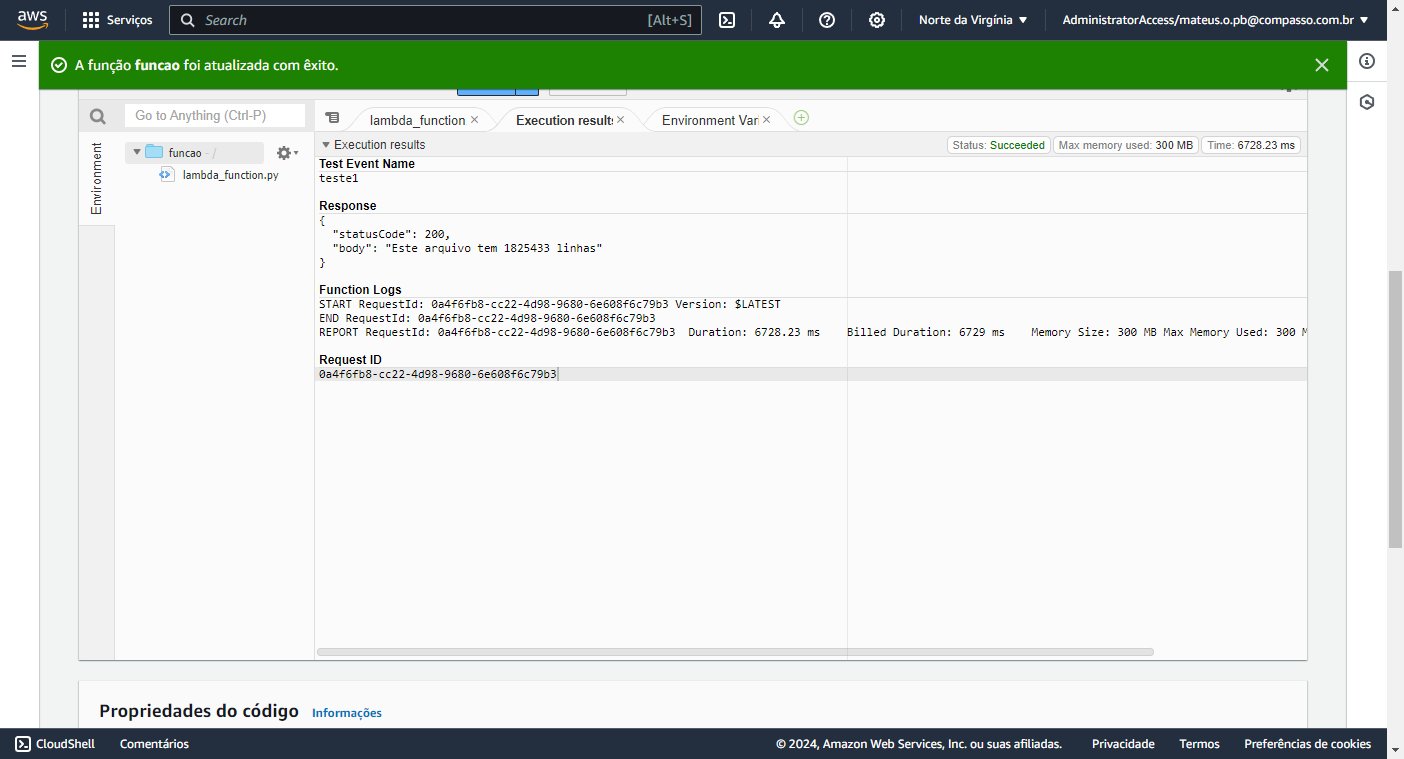 aws
Serviços
Search
[Alt+S]
Norte da Virgínia ▼
AdministratorAccess/mateus.o.pb@compasso.com.br ▼
A função funcao foi atualizada com êxito.
Go to Anything (Ctrl-P)
lambda_function
Execution results
Environment Var
Environment
funcao - /
lambda_function.py
Execution results
Status: Succeeded
Max memory used: 300 MB
Time: 6728.23 ms
Test Event Name
teste1
Response
{
"statusCode": 200,
"body": "Este arquivo tem 1825433 linhas"
}
Function Logs
START RequestId: 0a4f6fb8-cc22-4d98-9680-6e608f6c79b3 Version: $LATEST
END RequestId: 0a4f6fb8-cc22-4d98-9680-6e608f6c79b3
REPORT RequestId: 0a4f6fb8-cc22-4d98-9680-6e608f6c79b3 Duration: 6728.23 ms Billed Duration: 6729 ms Memory Size: 300 MB Max Memory Used: 300 M
Request ID
0a4f6fb8-cc22-4d98-9680-6e608f6c79b3
Propriedades do código
Informações
CloudShell
Comentários
© 2024, Amazon Web Services, Inc. ou suas afiliadas.
Privacidade
Termos
Preferências de cookies